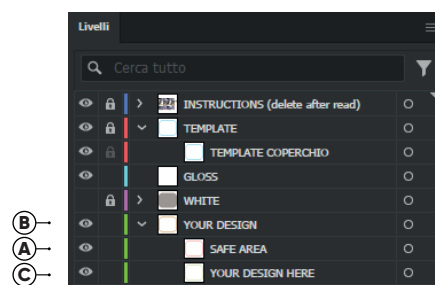 Livelli
Cerca tutto
INSTRUCTIONS (delete after read)
TEMPLATE
TEMPLATE COPERCHIO
GLOSS
WHITE
B YOUR DESIGN
A SAFE AREA
C YOUR DESIGN HERE